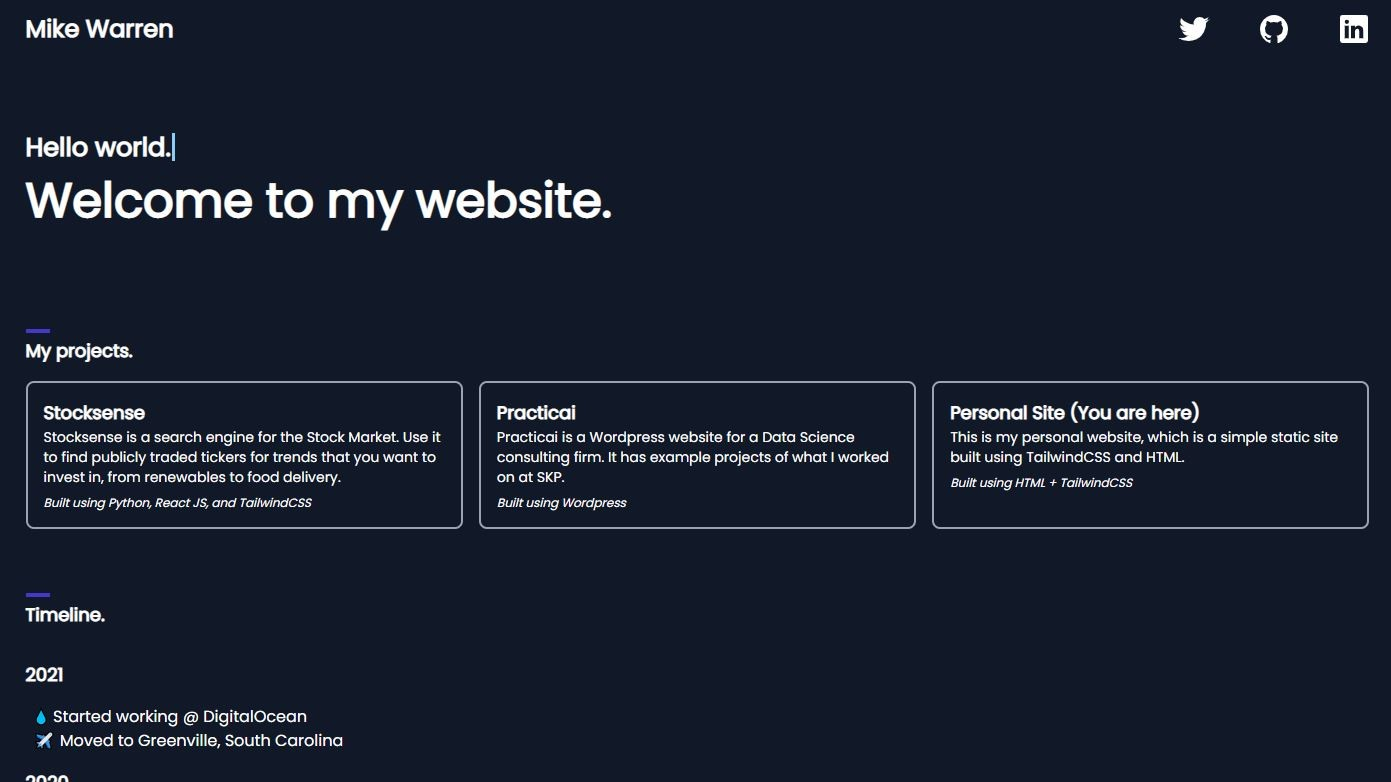 Mike Warren
Hello world.
Welcome to my website.
My projects.
Stocksense
Stocksense is a search engine for the Stock Market. Use it
to find publicly traded tickers for trends that you want to
invest in, from renewables to food delivery.
Built using Python, React JS, and TailwindCSS
Practicai
Practicai is a Wordpress website for a Data Science
consulting firm. It has example projects of what I worked
on at SKP.
Built using Wordpress
Personal Site (You are here)
This is my personal website, which is a simple static site
built using TailwindCSS and HTML.
Built using HTML + TailwindCSS
Timeline.
2021
💧Started working @ DigitalOcean
✈️ Moved to Greenville, South Carolina
2020